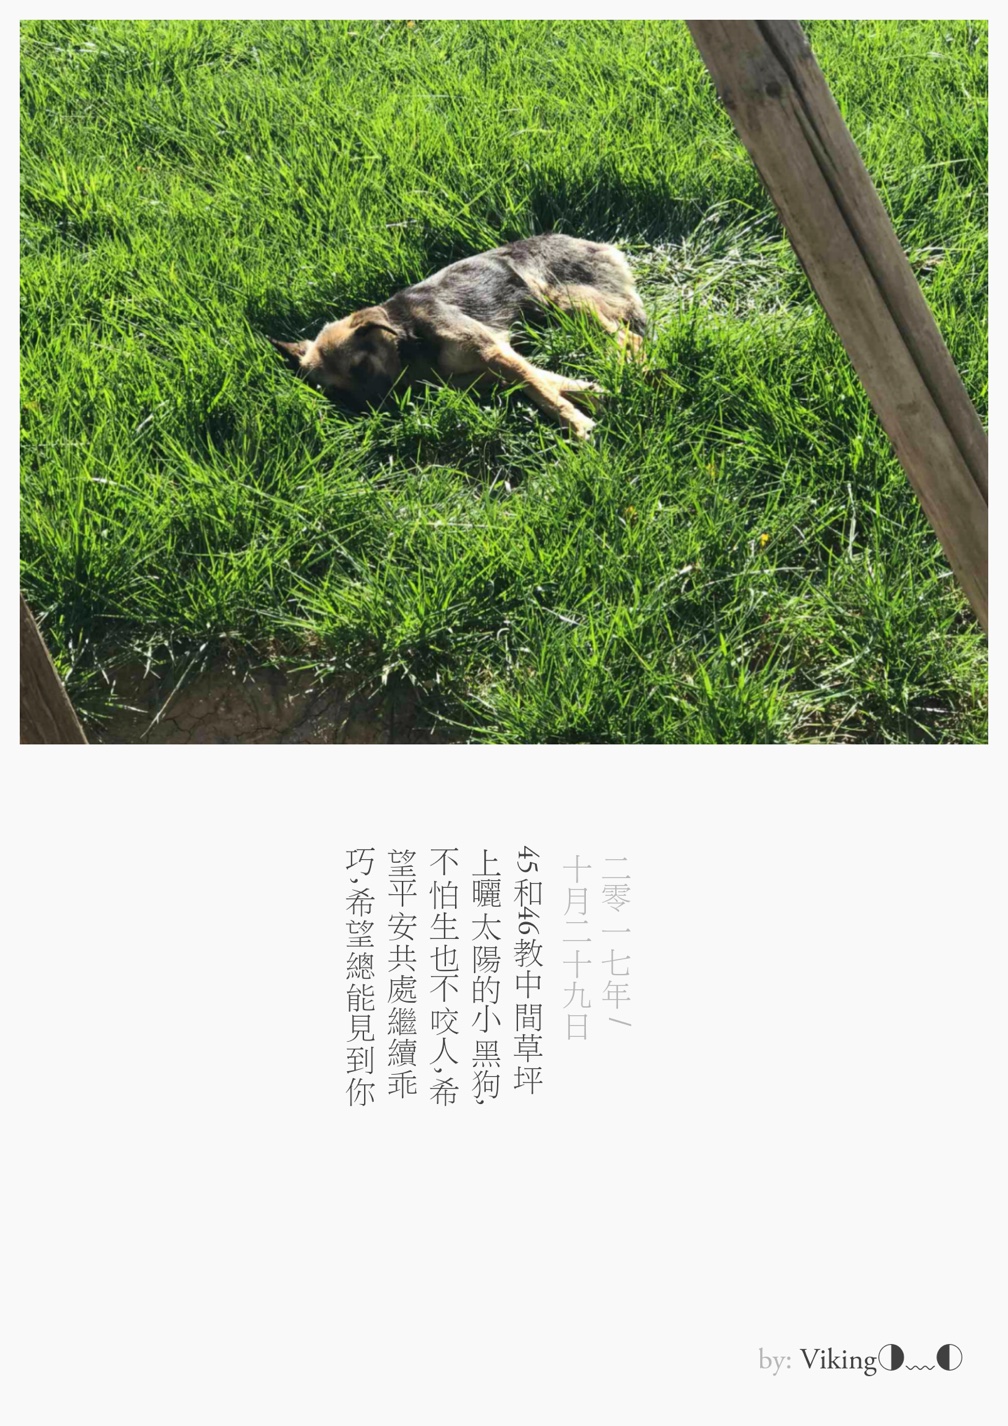 二零一七年/
十月二十九日
45和46教中間草坪
上曬太陽的小黑狗,
不怕生也不咬人,希
望平安共處繼續乖
巧,希望總能見到你
by: Viking◑﹏◐